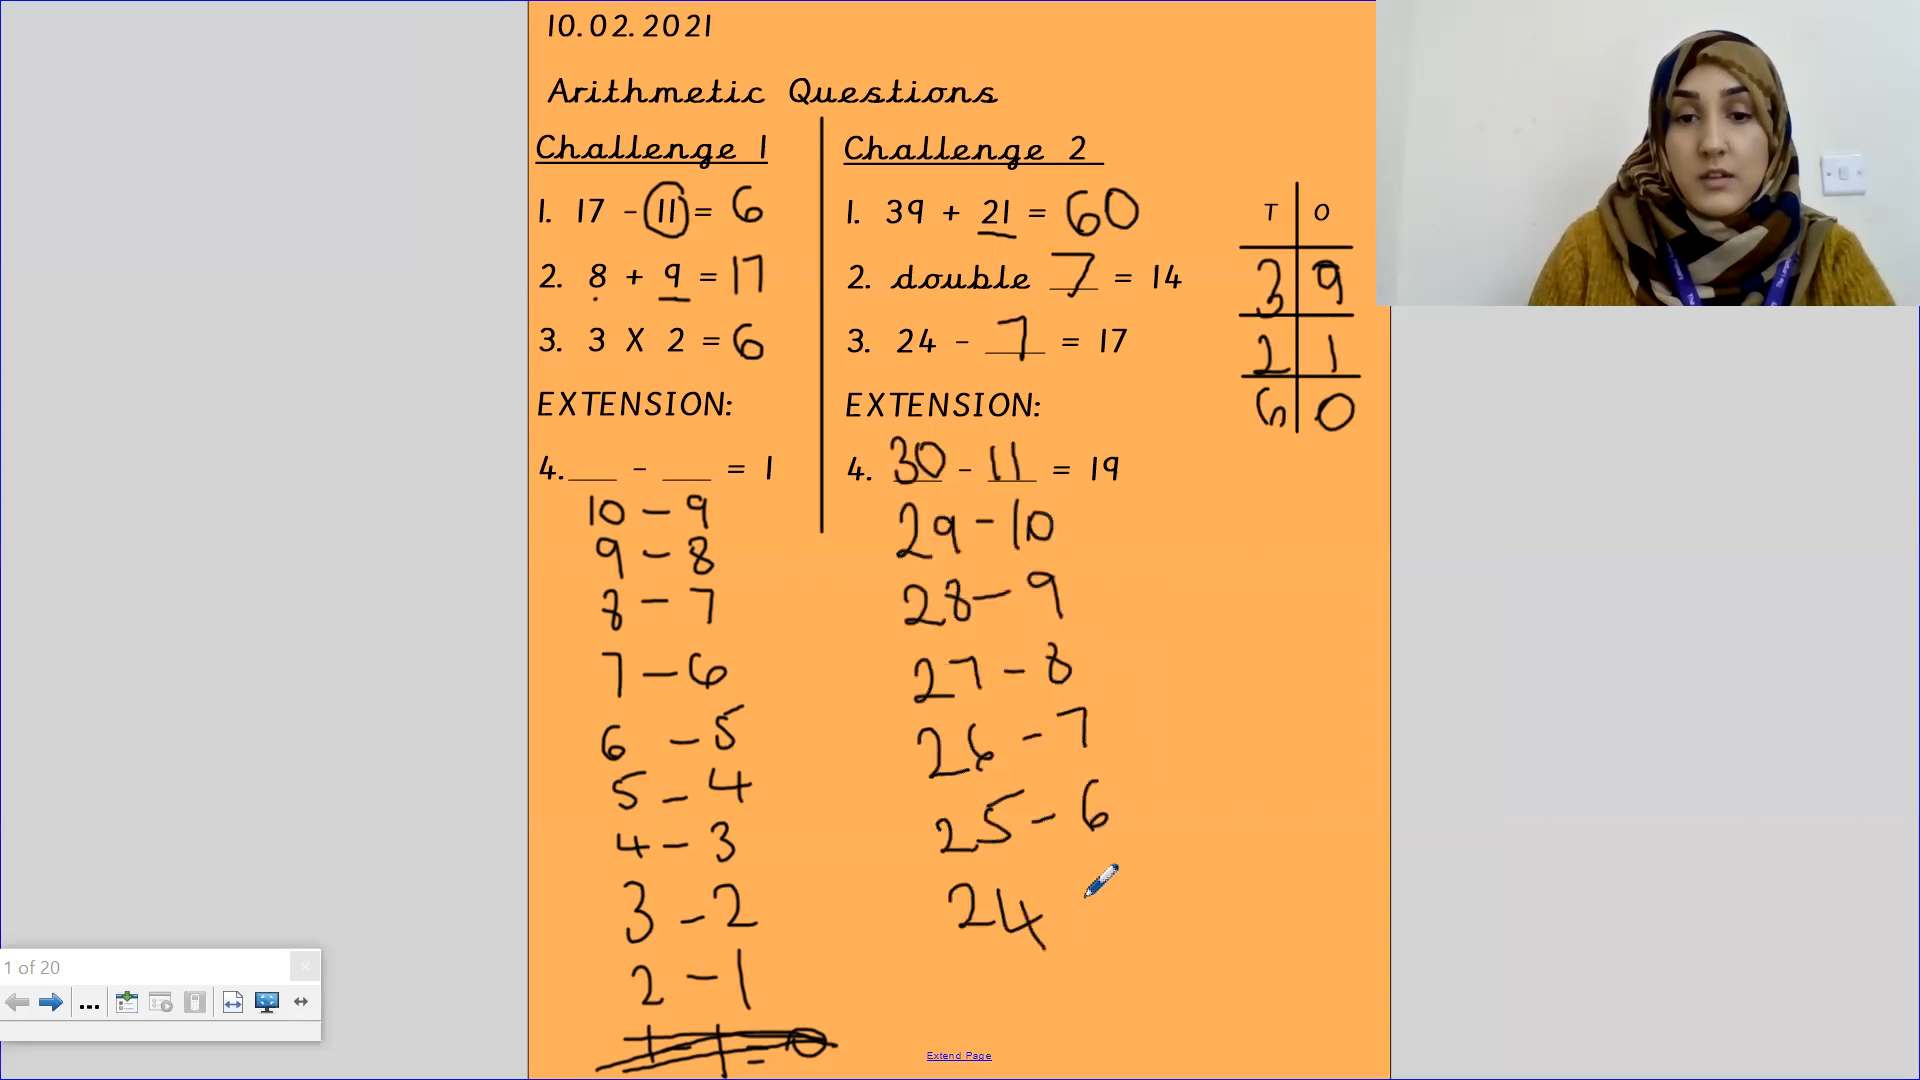 10.02.2021
Arithmetic Questions
Challenge 1
1. 17 - 11 = 6
2. 8 + 9 = 17
3. 3 X 2 = 6
EXTENSION:
4. ___ - ___ = 1
10 - 9
9 - 8
8 - 7
7 - 6
6 - 5
5 - 4
4 - 3
3 - 2
2 - 1
Challenge 2
1. 39 + 21 = 60
2. double 7 = 14
3. 24 - 7 = 17
EXTENSION:
4. 30 - 11 = 19
29 - 10
28 - 9
27 - 8
26 - 7
25 - 6
24
T O
3 9
2 1
6 0
Extend Page
1 of 20